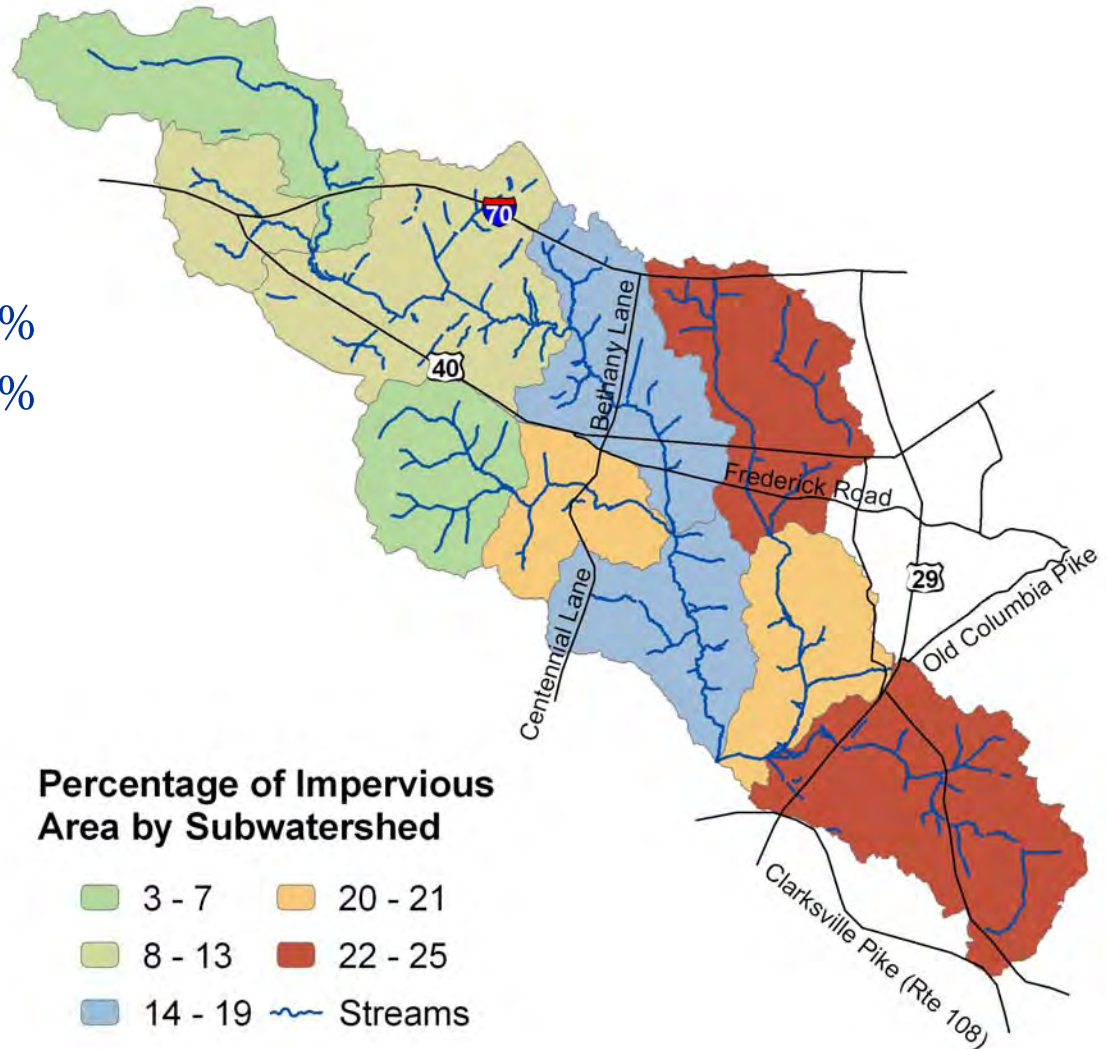 %
%
70
40
Bethany Lane
Frederick Road
29
Old Columbia Pike
Centennial Lane
Clarksville Pike (Rte 108)
Percentage of Impervious
Area by Subwatershed
3 - 7
20 - 21
8 - 13
22 - 25
14 - 19
Streams